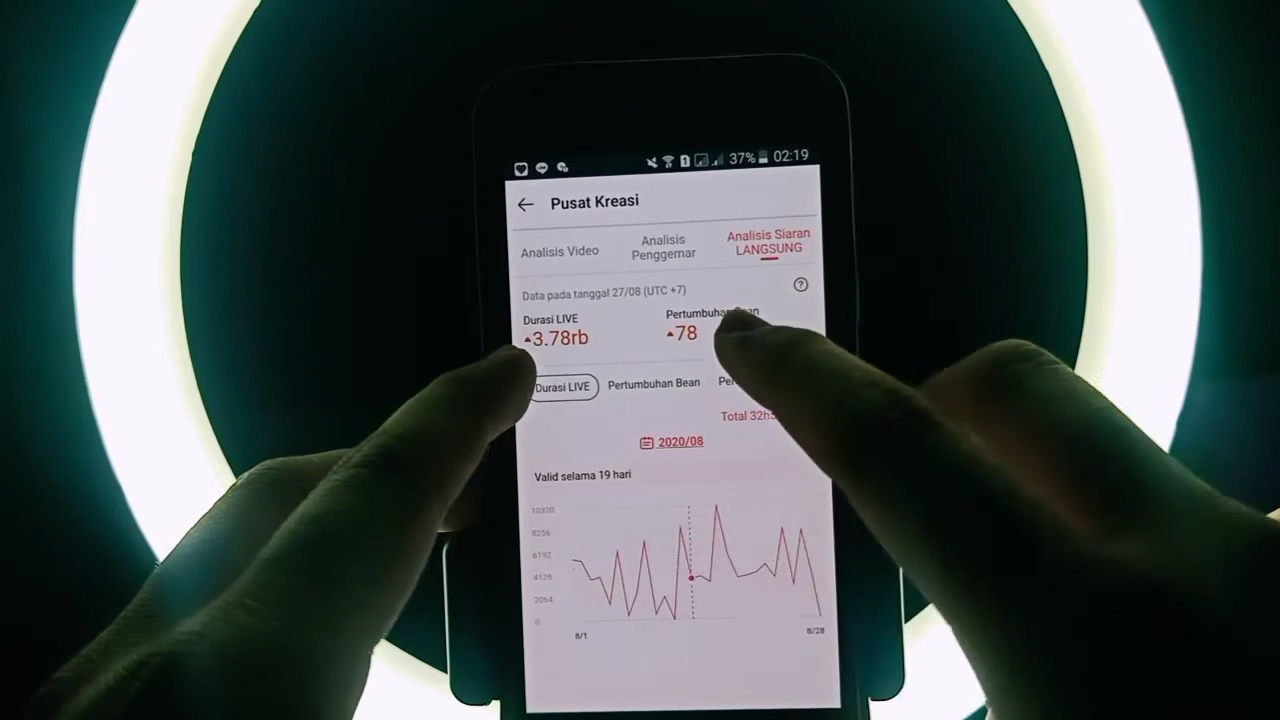 37% 02:19
Pusat Kreasi
Analisis Video
Analisis Penggemar
Analisis Siaran LANGSUNG
Data pada tanggal 27/08 (UTC +7)
?
Durasi LIVE
Pertumbuhan
3.78rb
78
Durasi LIVE
Pertumbuhan Bean
Total
2020/08
Valid selama 19 hari
10320
8256
6192
4128
2064
0
8/1
8/28